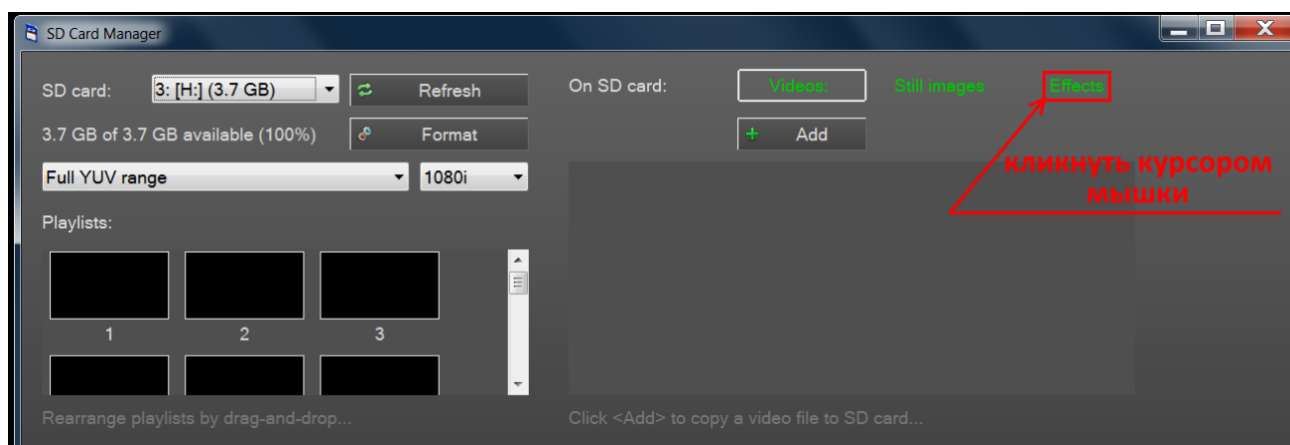 SD Card Manager
SD card:
3: [H:] (3.7 GB)
Refresh
On SD card:
Videos:
Still images
Effects
3.7 GB of 3.7 GB available (100%)
Format
Add
Full YUV range
1080i
кликнуть курсором
мышки
Playlists:
1
2
3
Rearrange playlists by drag-and-drop...
Click <Add> to copy a video file to SD card...